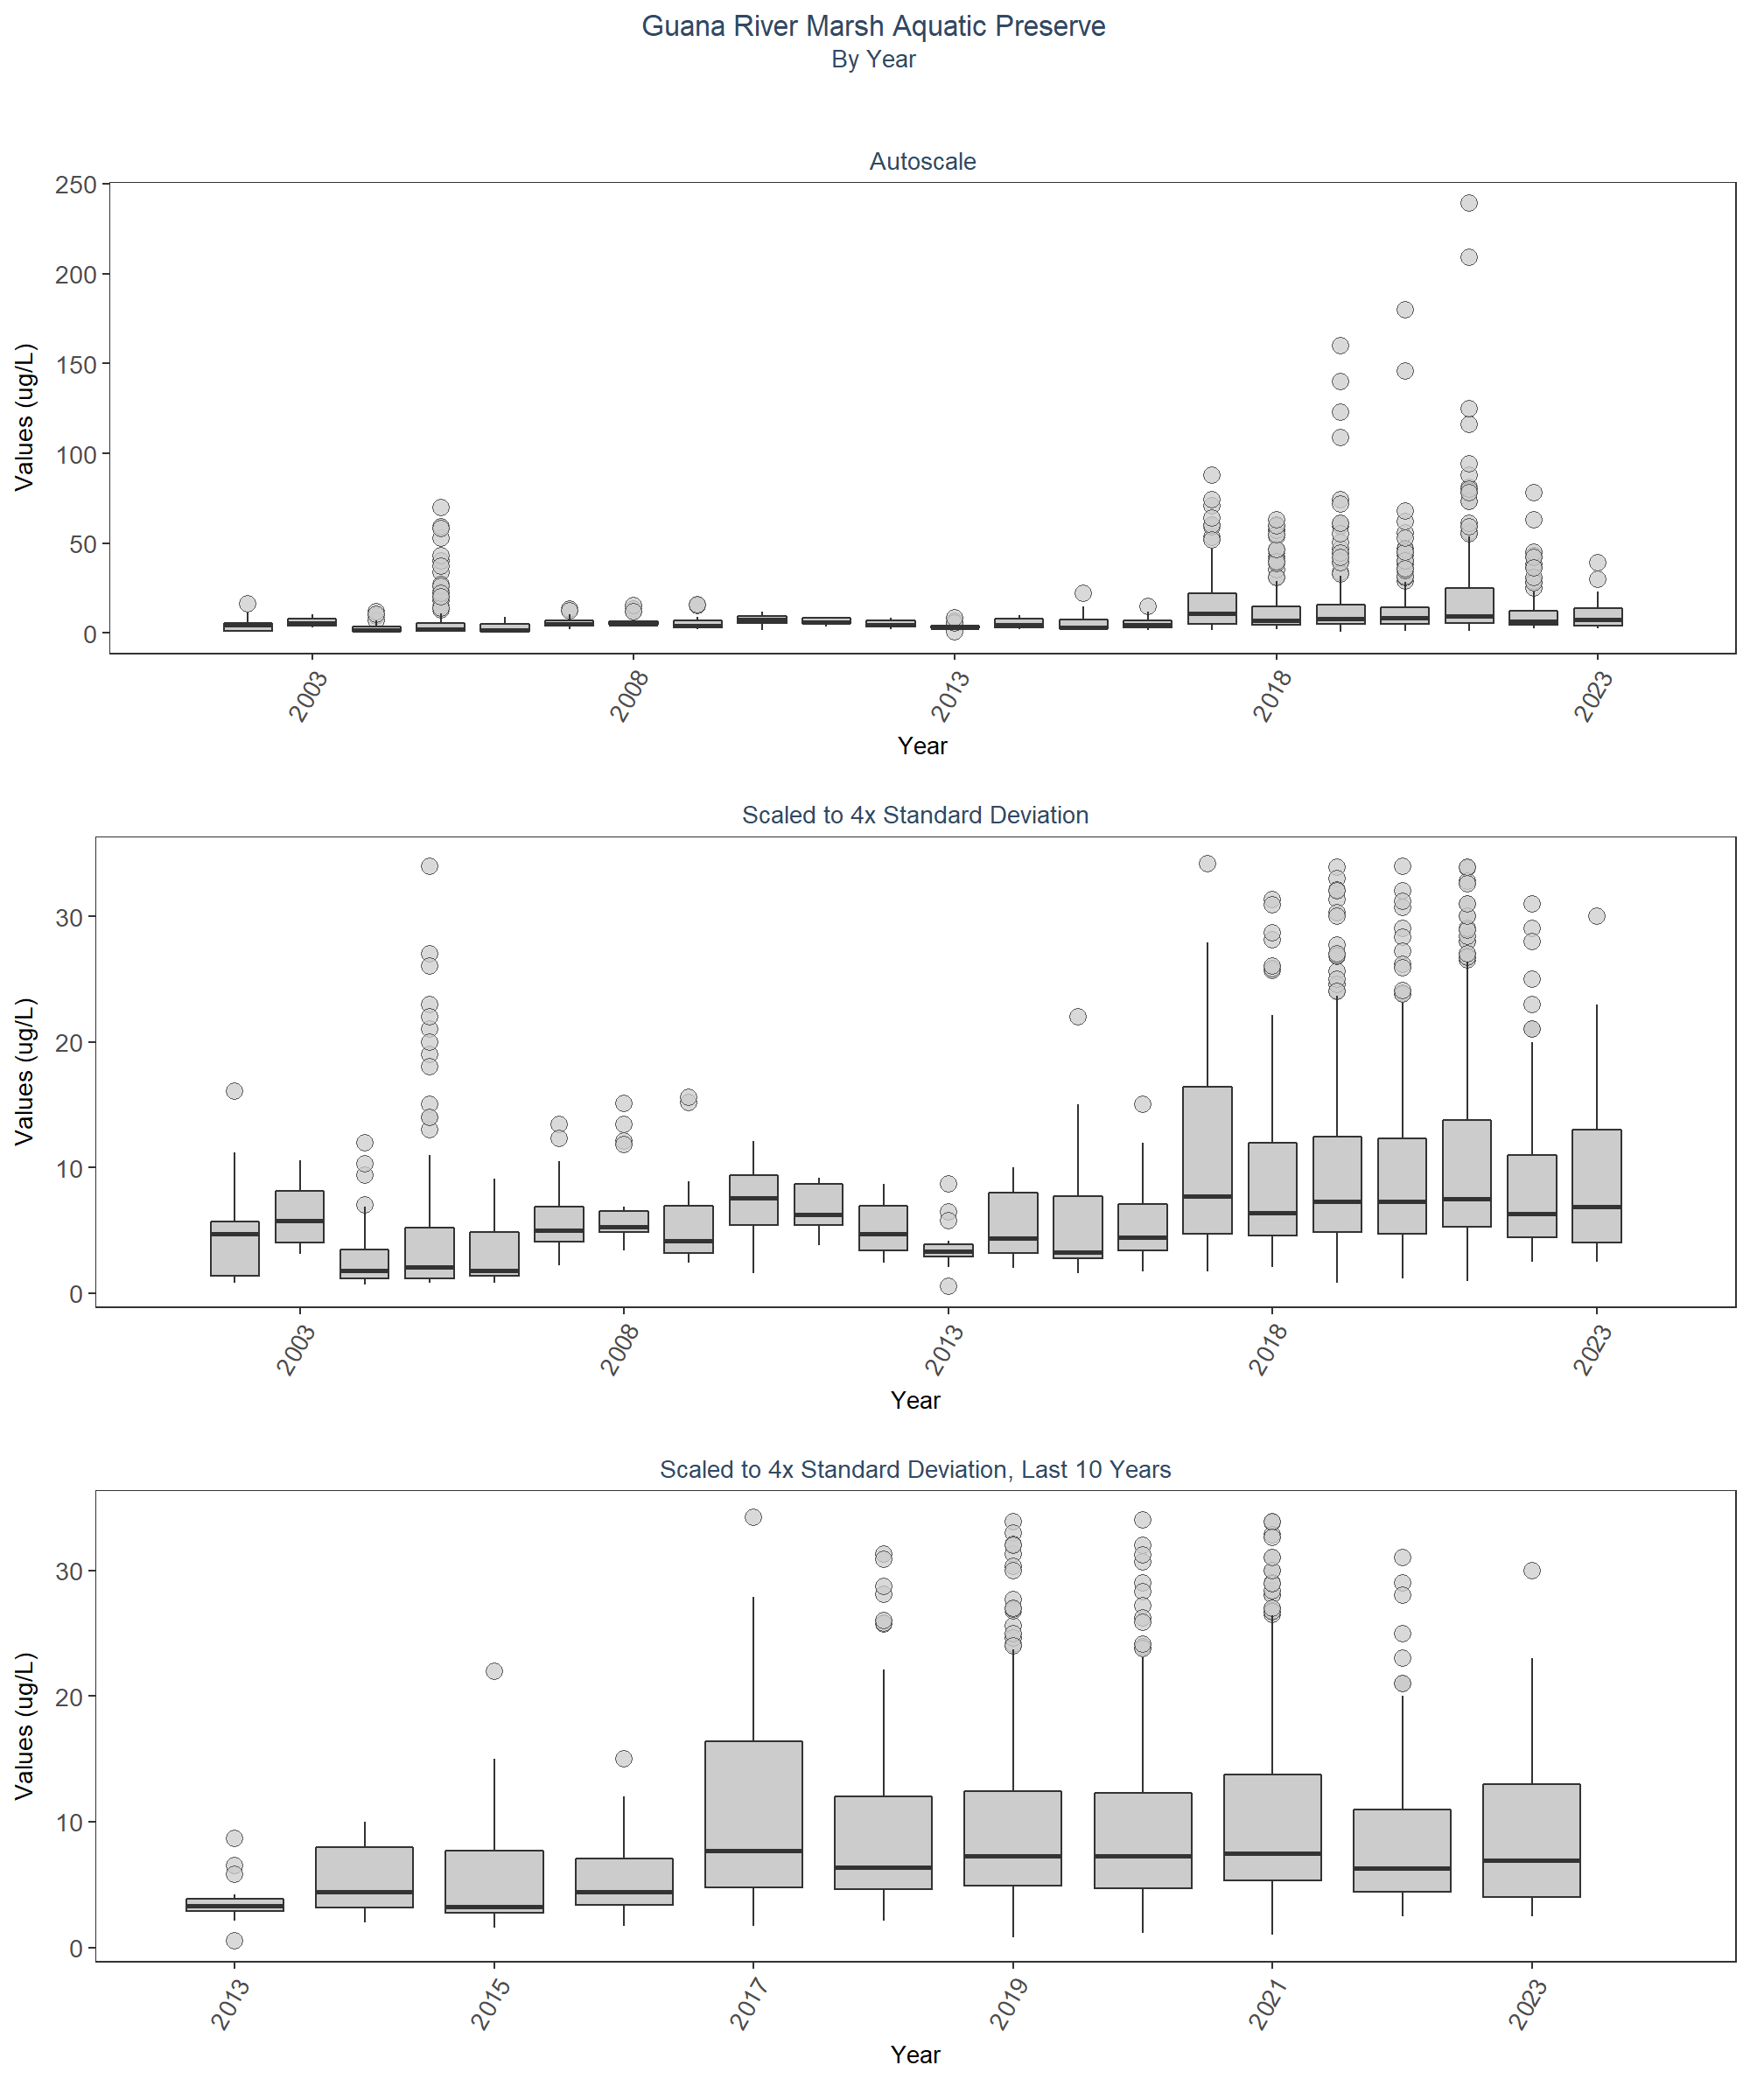 Guana River Marsh Aquatic Preserve
By Year
Autoscale
250
200
150
100
50
0
Values (ug/L)
2003 2008 2013 2018 2023
Year
Scaled to 4x Standard Deviation
30
20
10
0
Values (ug/L)
2003 2008 2013 2018 2023
Year
Scaled to 4x Standard Deviation, Last 10 Years
30
20
10
0
Values (ug/L)
2013 2015 2017 2019 2021 2023
Year